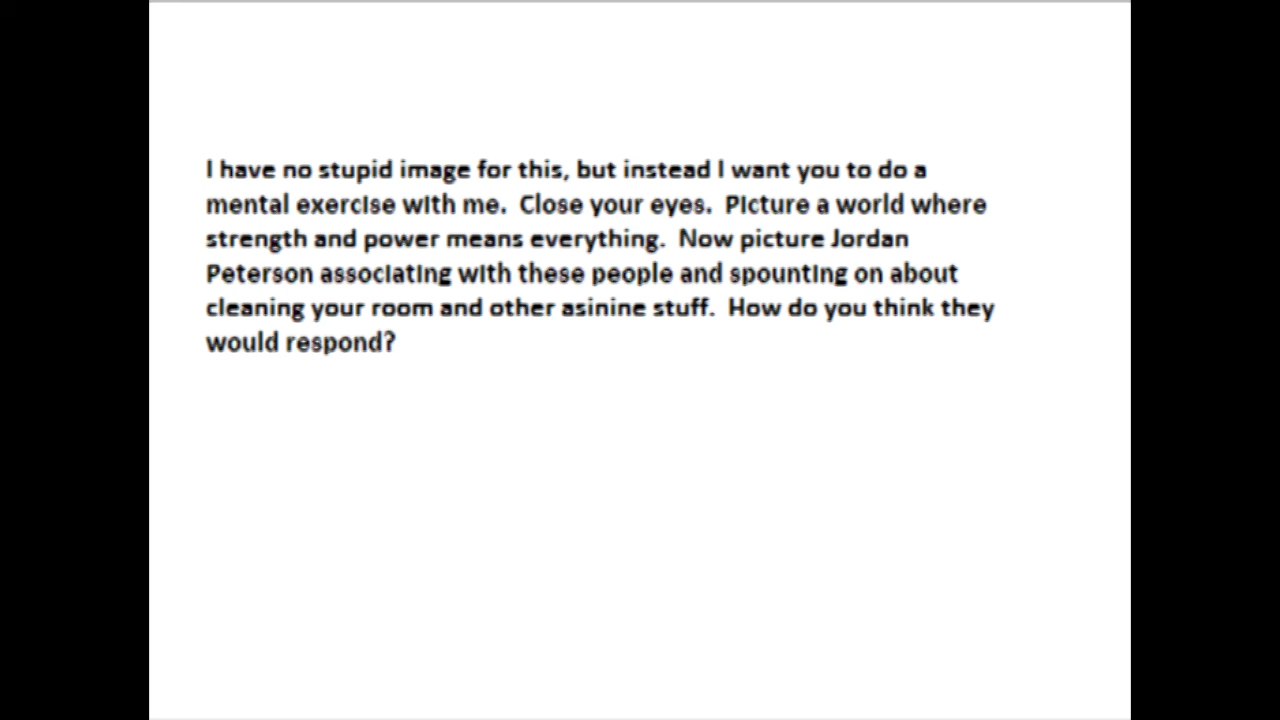 I have no stupid image for this, but instead I want you to do a
mental exercise with me.  Close your eyes.  Picture a world where
strength and power means everything.  Now picture Jordan
Peterson associating with these people and spounting on about
cleaning your room and other asinine stuff.  How do you think they
would respond?